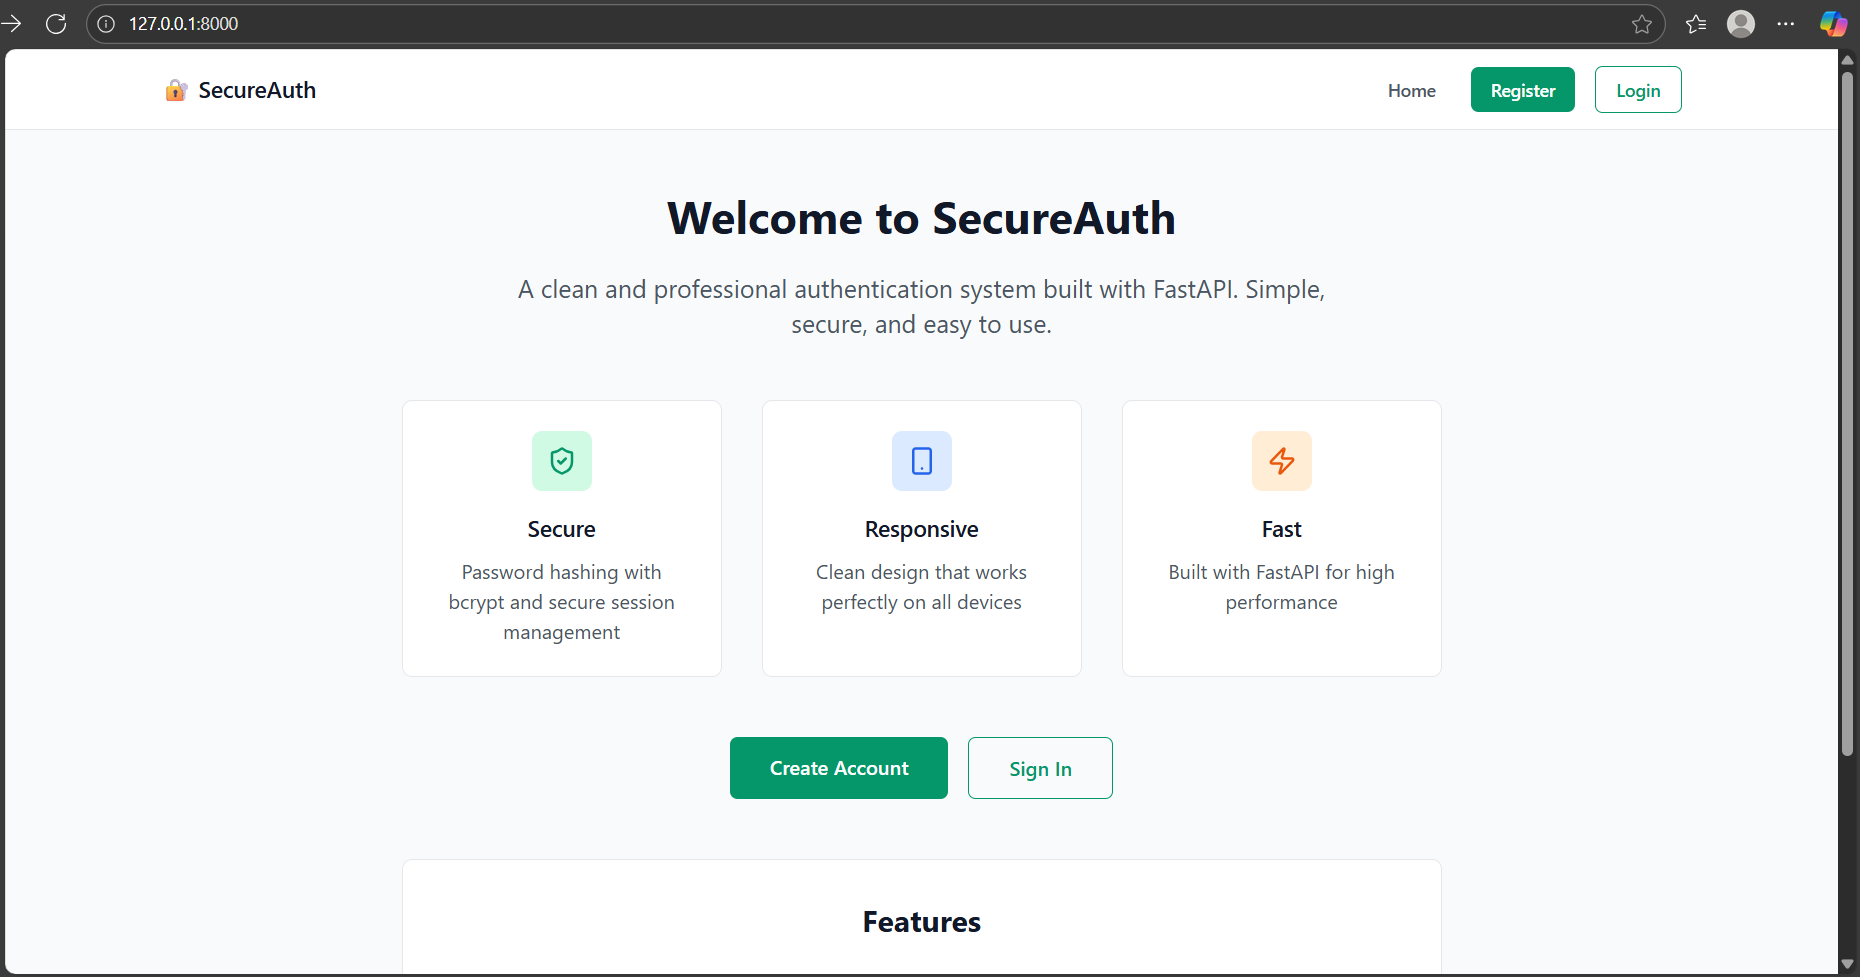 127.0.0.1:8000
SecureAuth
Home
Register
Login
Welcome to SecureAuth
A clean and professional authentication system built with FastAPI. Simple,
secure, and easy to use.
Secure
Password hashing with
bcrypt and secure session
management
Responsive
Clean design that works
perfectly on all devices
Fast
Built with FastAPI for high
performance
Create Account
Sign In
Features